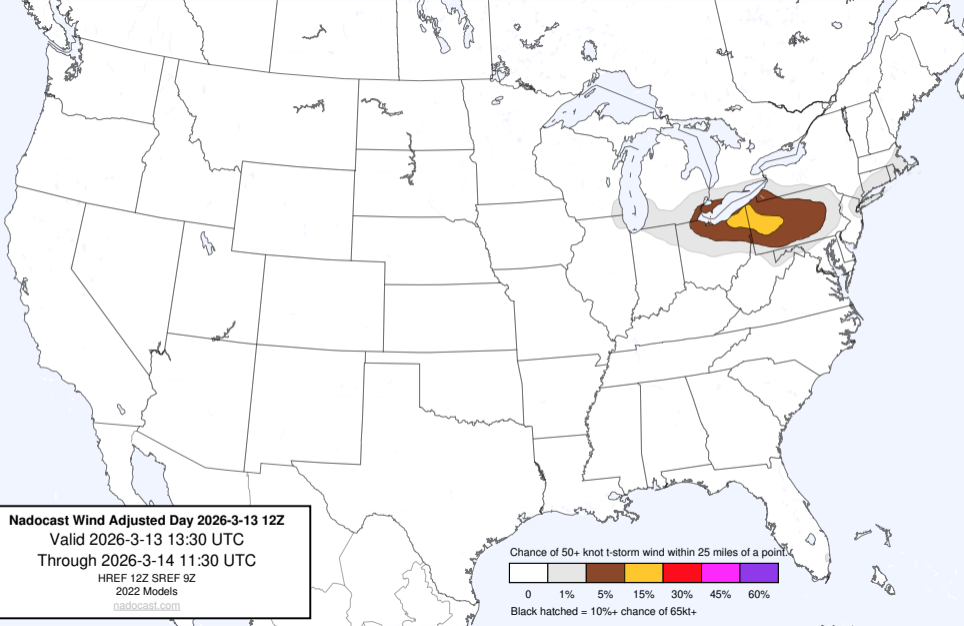 Nadocast Wind Adjusted Day 2026-3-13 12Z
Valid 2026-3-13 13:30 UTC
Through 2026-3-14 11:30 UTC
HREF 12Z SREF 9Z
2022 Models
nadocast.com
Chance of 50+ knot t-storm wind within 25 miles of a point.
0 1% 5% 15% 30% 45% 60%
Black hatched = 10%+ chance of 65kt+